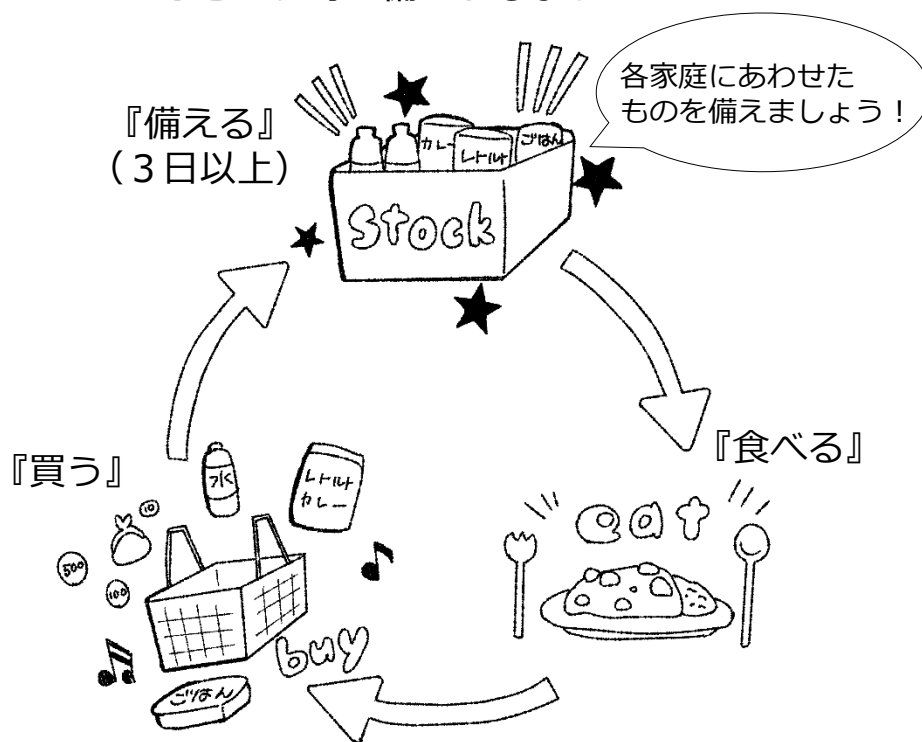 『備える』
（３日以上）
各家庭にあわせた
ものを備えましょう！
カレー
レトルト
ごはん
Stock
『買う』
水
レトルト
カレー
10
500
100
buy
ごはん
『食べる』
eat